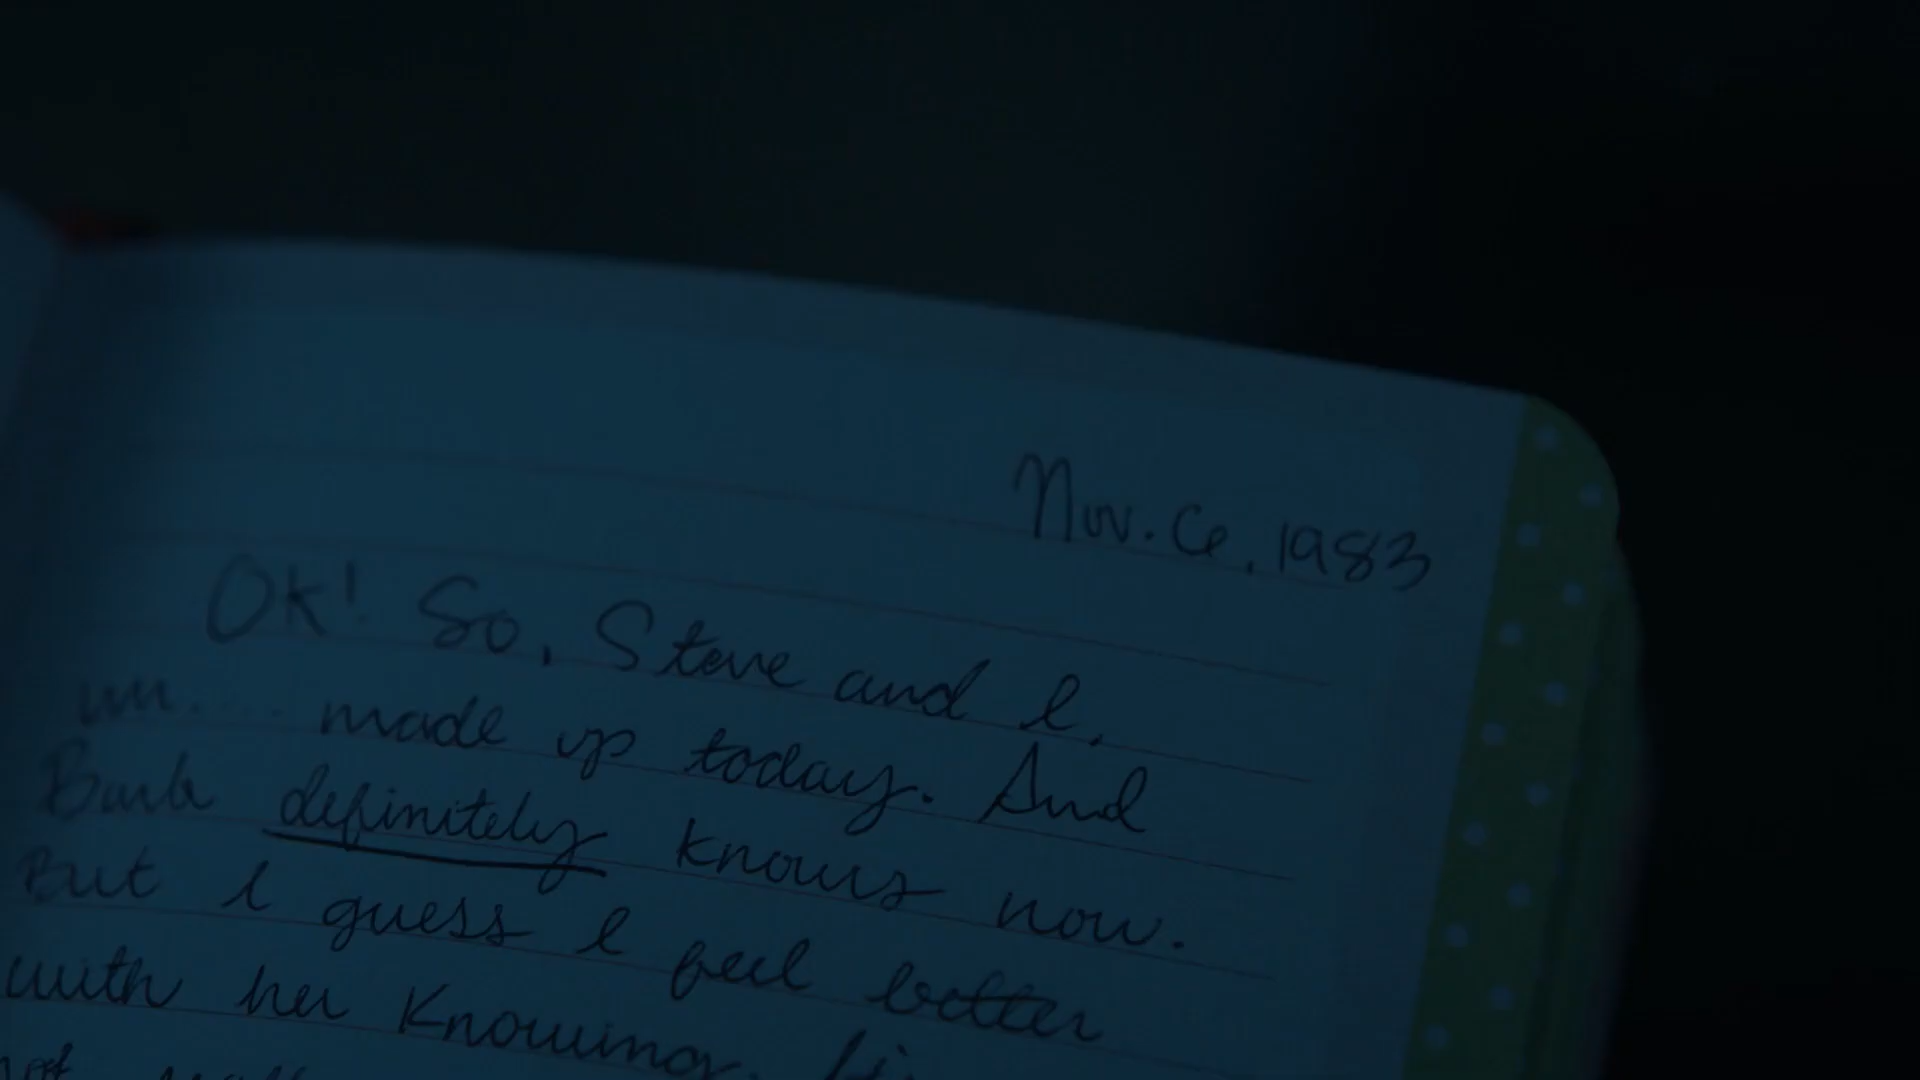 Nov. 6, 1983
OK! So, Steve and I,
um.... made up today. And
Barb definitely knows now.
But I guess I feel better
with her knowing. I'
not